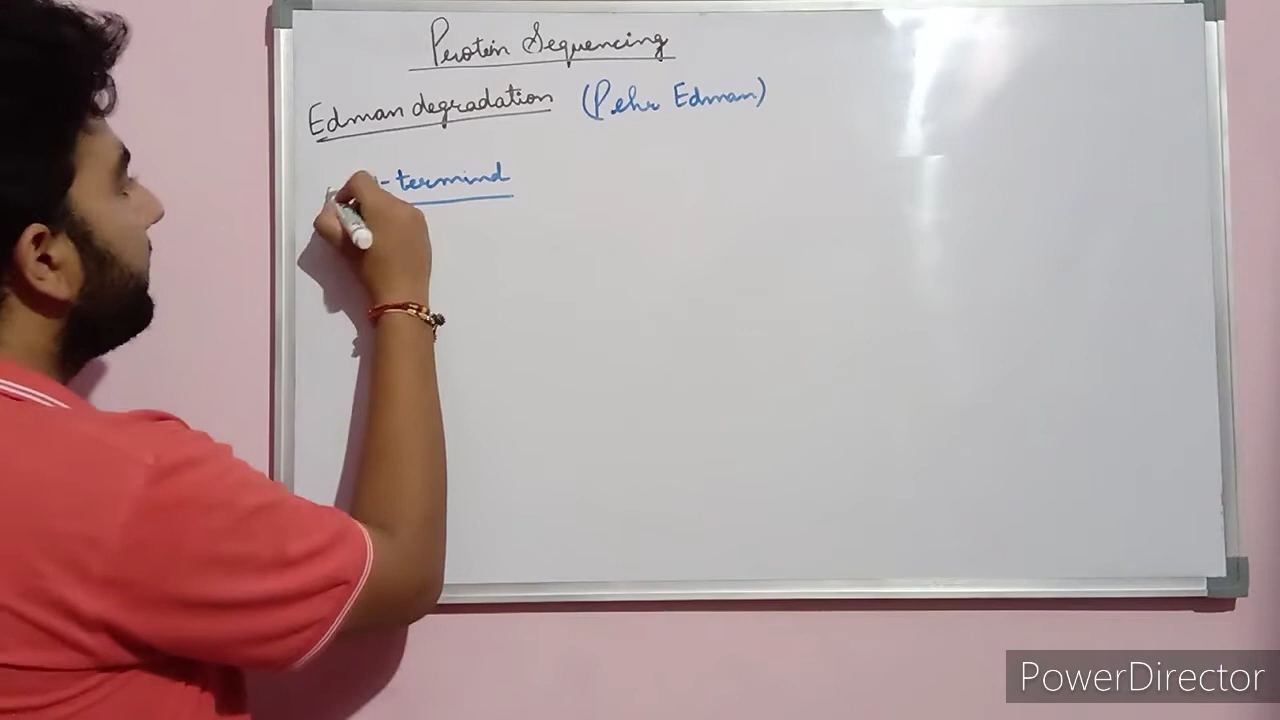 Protein Sequencing
Edman degradation (Pehr Edman)
- terminal
PowerDirector